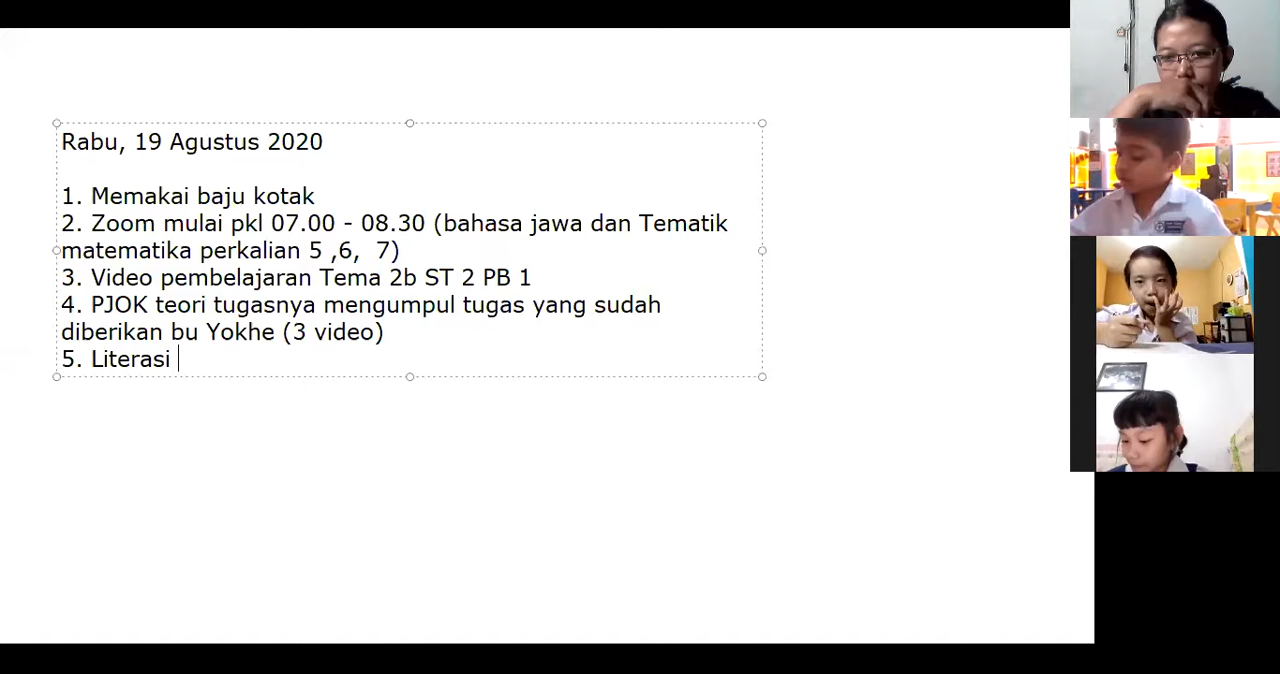 Rabu, 19 Agustus 2020
1. Memakai baju kotak
2. Zoom mulai pkl 07.00 - 08.30 (bahasa jawa dan Tematik
matematika perkalian 5 ,6,  7)
3. Video pembelajaran Tema 2b ST 2 PB 1
4. PJOK teori tugasnya mengumpul tugas yang sudah
diberikan bu Yokhe (3 video)
5. Literasi